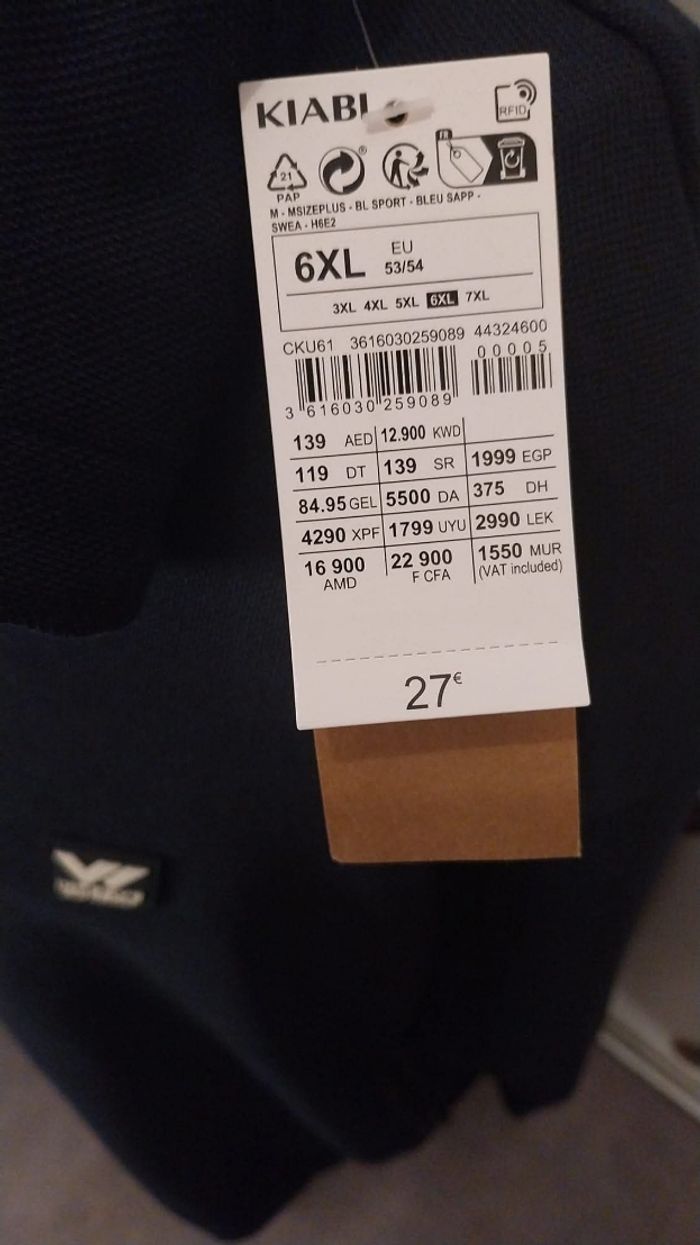 KIABI
RFID
21
PAP
FR
M - MSIZEPLUS - BL SPORT - BLEU SAPP -
SWEA - H6E2
6XL EU
53/54
3XL 4XL 5XL 6XL 7XL
CKU61 3616030259089 44324600
00005
3 616030 259089
139 AED 12.900 KWD
119 DT 139 SR 1999 EGP
84.95 GEL 5500 DA 375 DH
4290 XPF 1799 UYU 2990 LEK
16 900 AMD 22 900 F CFA 1550 MUR
(VAT included)
27€